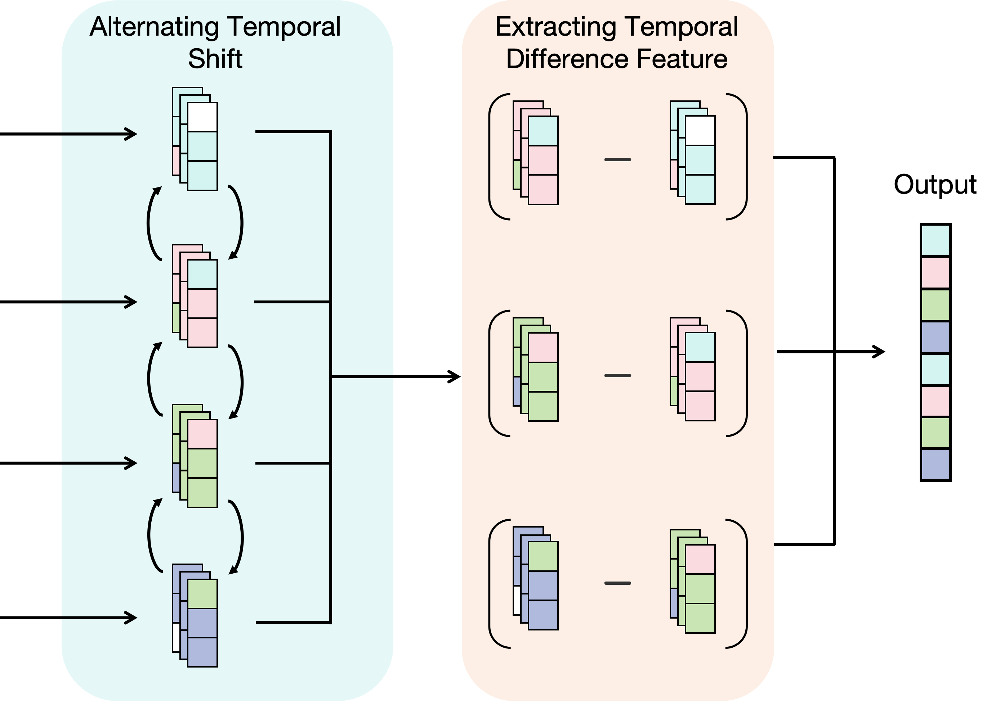 Alternating Temporal
Shift
Extracting Temporal
Difference Feature
Output